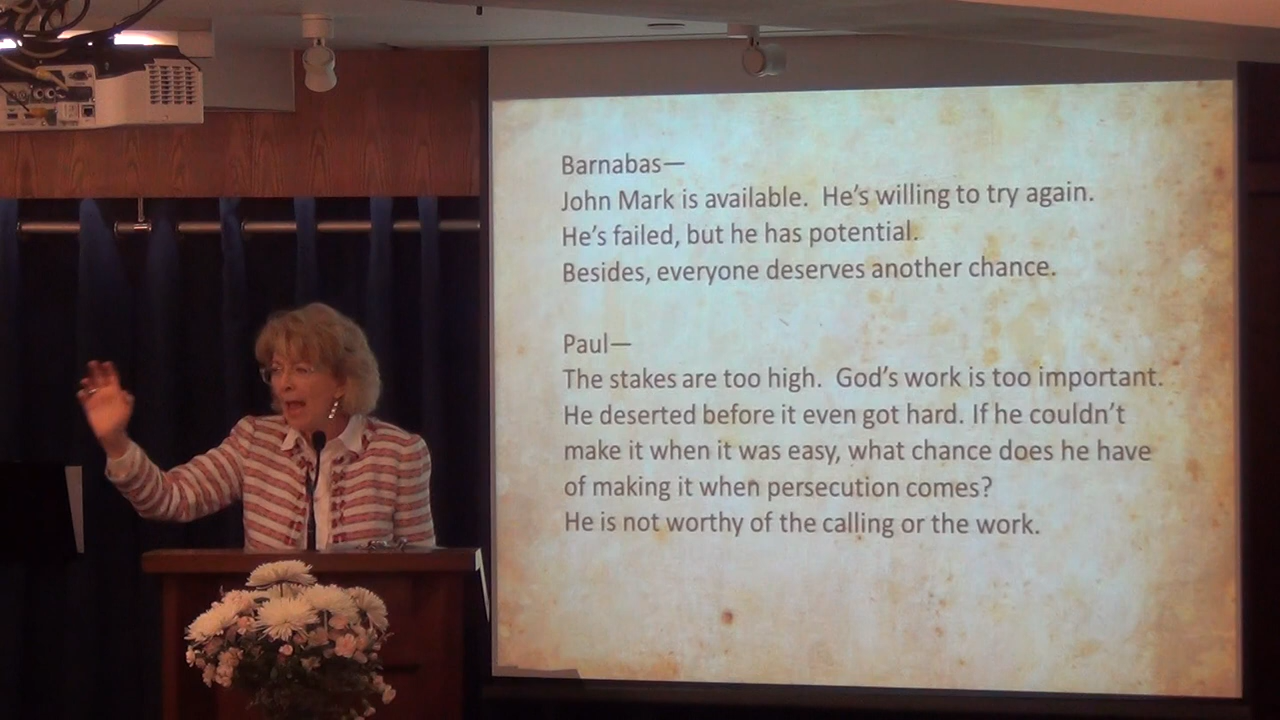 Barnabas—
John Mark is available.  He's willing to try again.
He's failed, but he has potential.
Besides, everyone deserves another chance.
Paul—
The stakes are too high.  God's work is too important.
He deserted before it even got hard. If he couldn't
make it when it was easy, what chance does he have
of making it when persecution comes?
He is not worthy of the calling or the work.